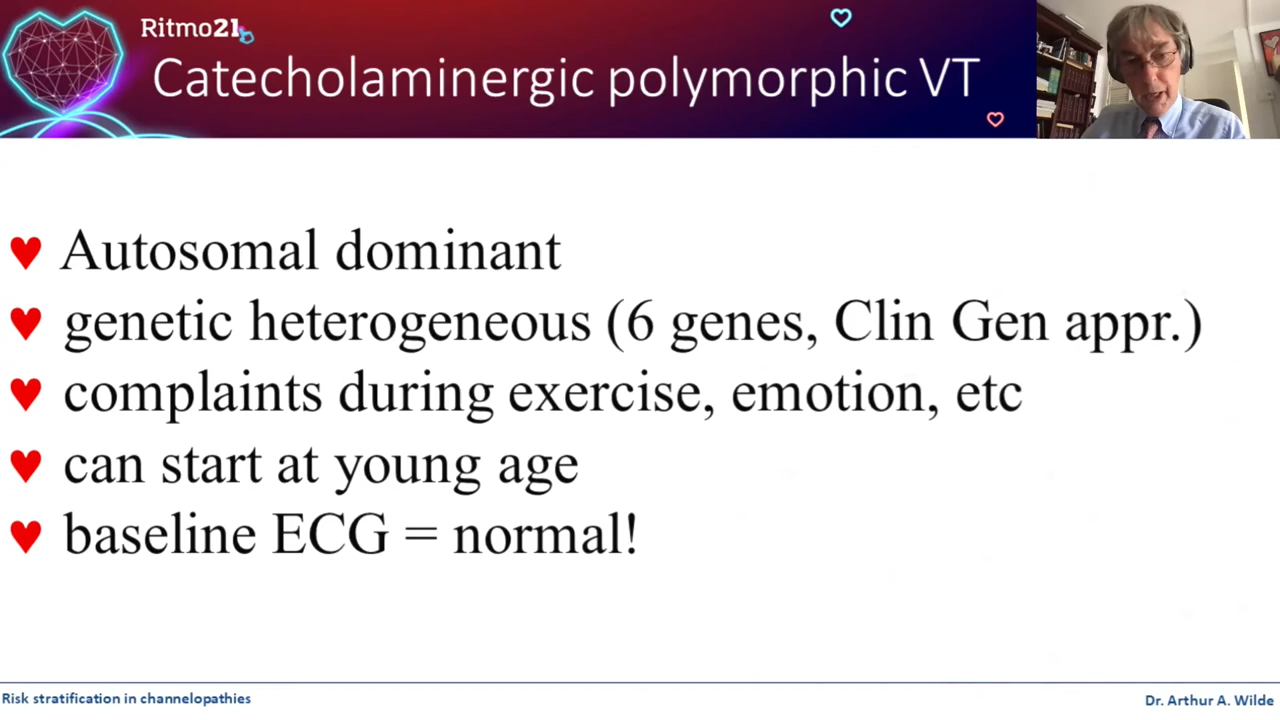 Ritmo21
Catecholaminergic polymorphic VT
Autosomal dominant
genetic heterogeneous (6 genes, Clin Gen appr.)
complaints during exercise, emotion, etc
can start at young age
baseline ECG = normal!
Risk stratification in channelopathies
Dr. Arthur A. Wilde